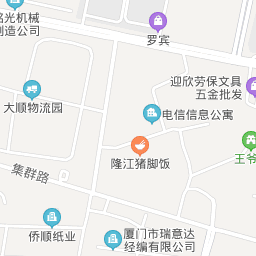 铭光机械
制造公司
罗宾
迎欣劳保文具
五金批发
大顺物流园
电信信息公寓
隆江猪脚饭
王爷
集群路
侨顺纸业
厦门市瑞意达
经编有限公司